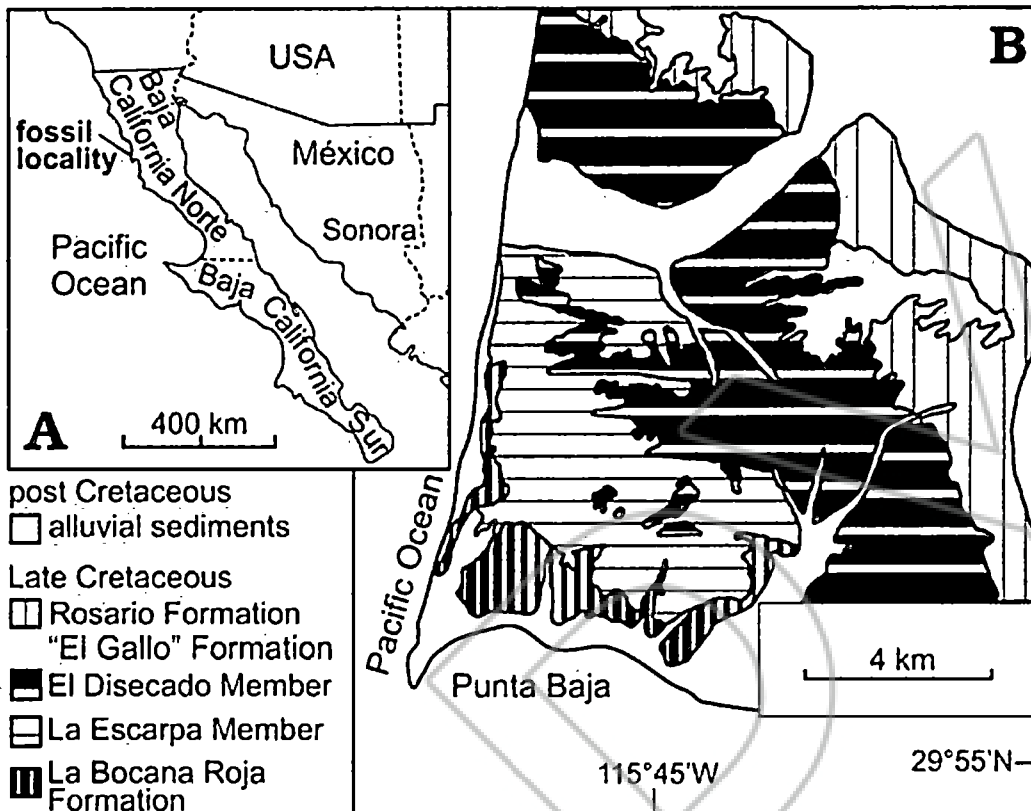 A
USA
Baja
California Norte
fossil
locality
México
Sonora
Pacific
Ocean
Baja California Sur
400 km
B
Pacific Ocean
Punta Baja
4 km
115°45'W
29°55'N
post Cretaceous
alluvial sediments
Late Cretaceous
Rosario Formation
"El Gallo" Formation
El Disecado Member
La Escarpa Member
La Bocana Roja
Formation